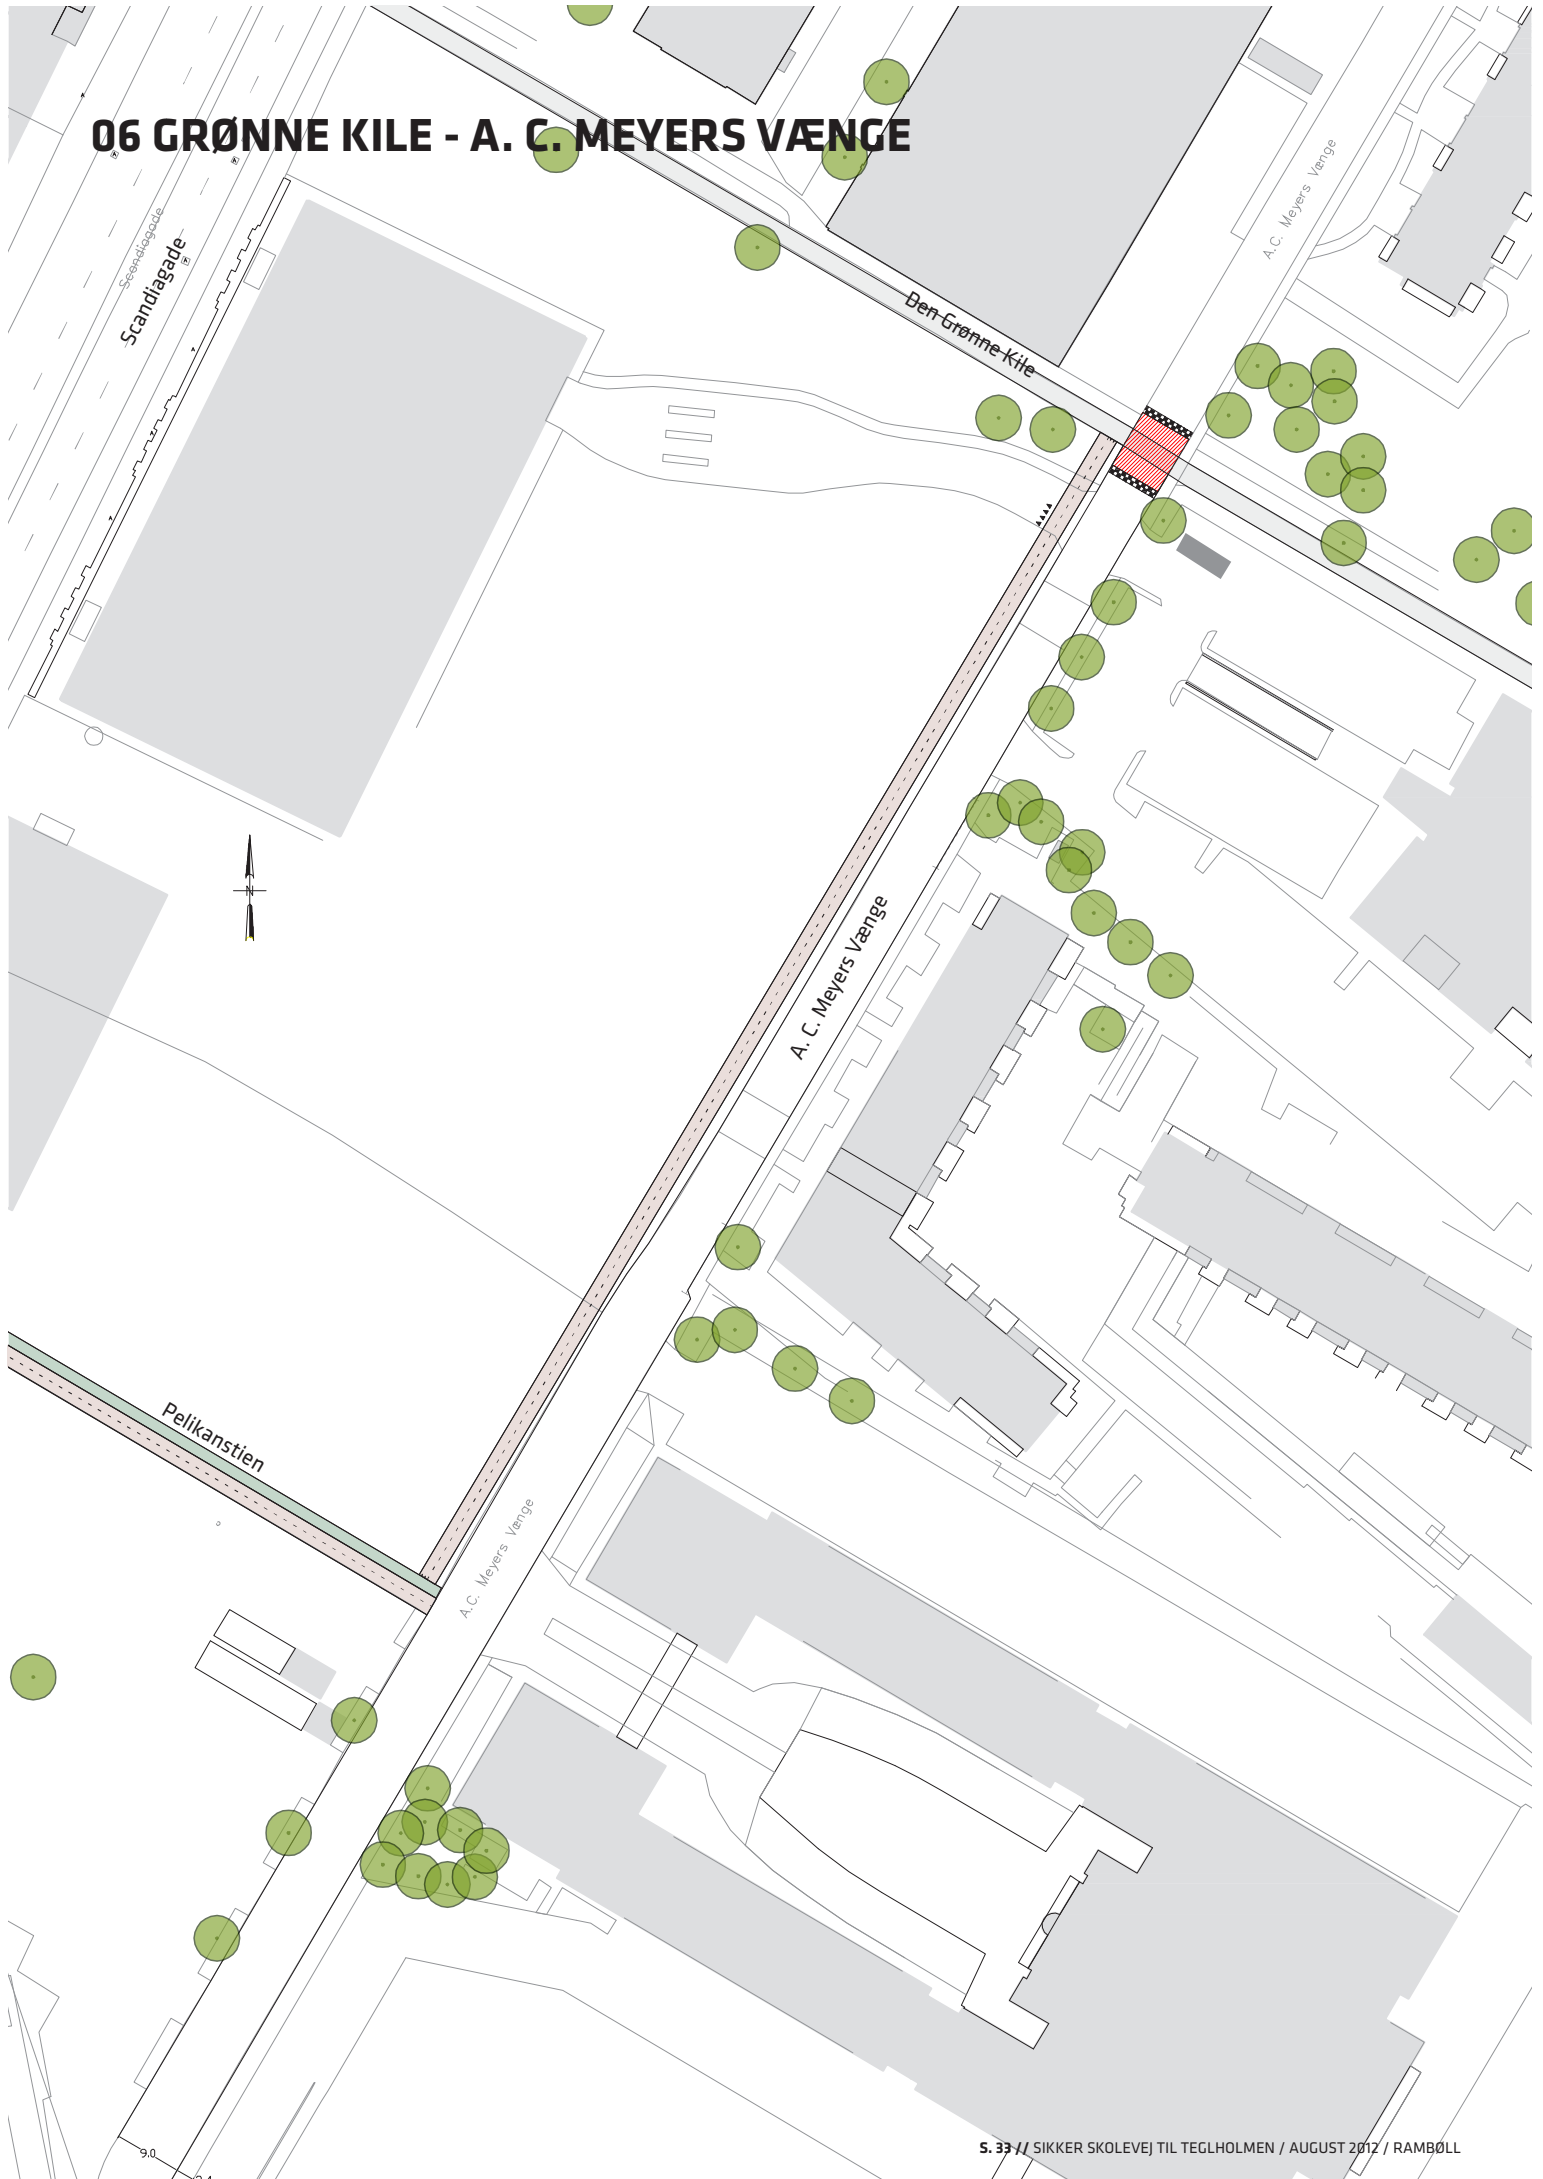 06 GRØNNE KILE - A. C. MEYERS VÆNGE
A.C. Meyers Vænge
Scandiagade
Scandiagade
Den Grønne Kile
N
A. C. Meyers Vænge
Pelikanstien
A.C. Meyers Vænge
9.0
S. 33 // SIKKER SKOLEVEJ TIL TEGLHOLMEN / AUGUST 2012 / RAMBØLL